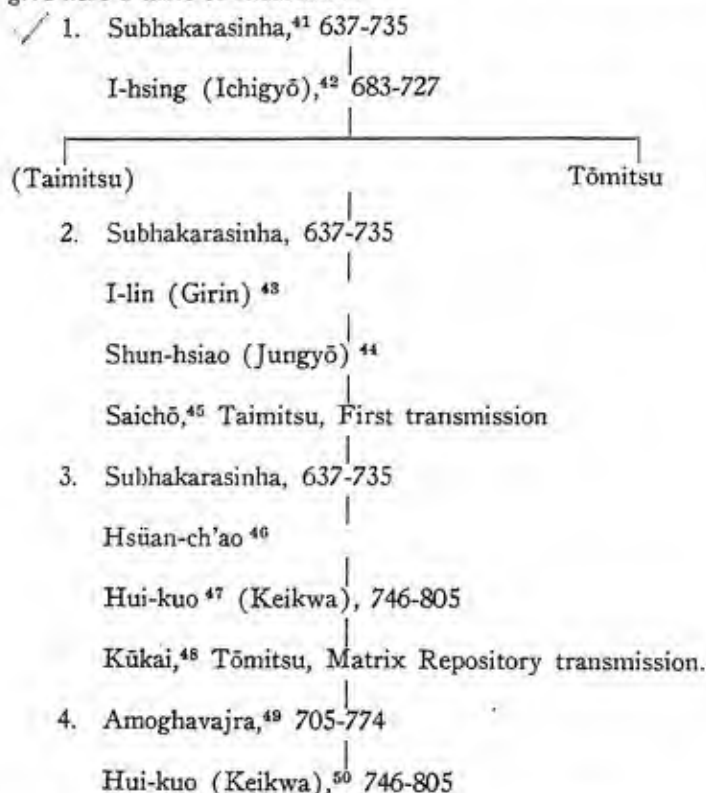 1. Subhakarasinha,⁴¹ 637-735
I-hsing (Ichigyō),⁴² 683-727
(Taimitsu) Tōmitsu
2. Subhakarasinha, 637-735
I-lin (Girin) ⁴³
Shun-hsiao (Jungyō) ⁴⁴
Saichō,⁴⁵ Taimitsu, First transmission
3. Subhakarasinha, 637-735
Hsüan-ch'ao ⁴⁶
Hui-kuo ⁴⁷ (Keikwa), 746-805
Kūkai,⁴⁸ Tōmitsu, Matrix Repository transmission.
4. Amoghavajra,⁴⁹ 705-774
Hui-kuo (Keikwa),⁵⁰ 746-805